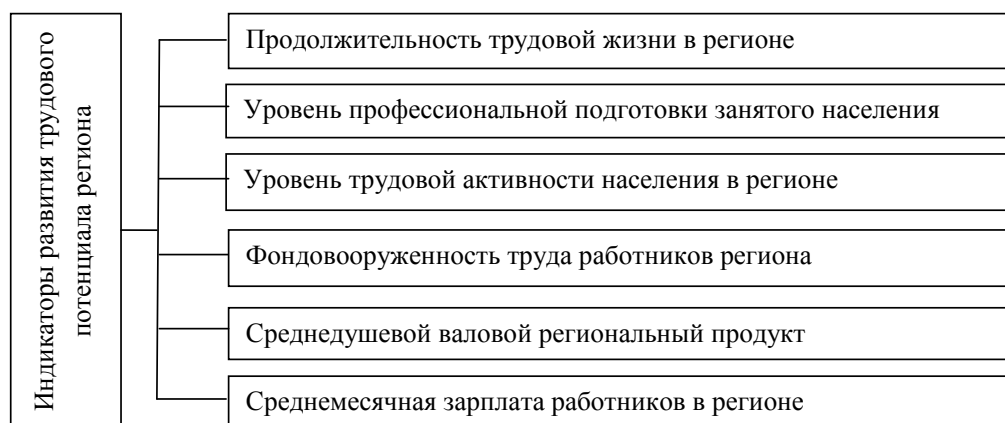 Индикаторы развития трудового
потенциала региона
Продолжительность трудовой жизни в регионе
Уровень профессиональной подготовки занятого населения
Уровень трудовой активности населения в регионе
Фондовооруженность труда работников региона
Среднедушевой валовой региональный продукт
Среднемесячная зарплата работников в регионе